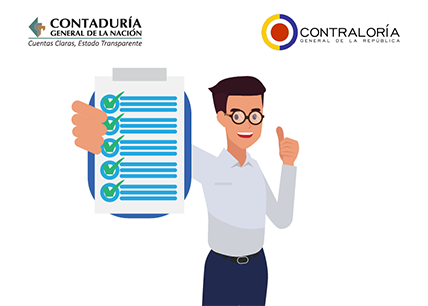 CONTADURÍA
GENERAL DE LA NACIÓN
Cuentas Claras, Estado Transparente
CONTRALORÍA
GENERAL DE LA REPÚBLICA